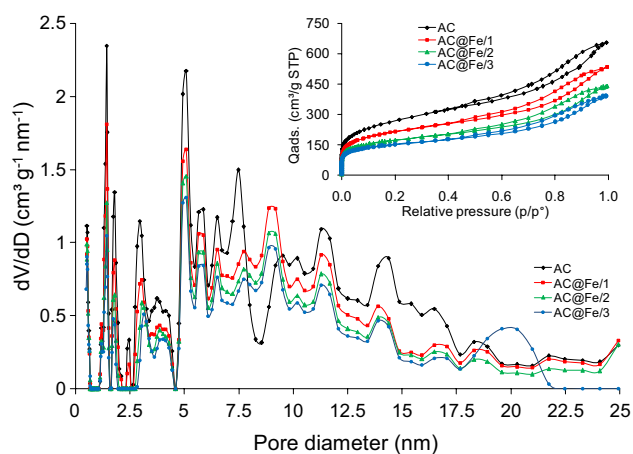 3
2.5
2
1.5
1
0.5
0
dV/dD (cm³ g⁻¹ nm⁻¹)
0 2.5 5 7.5 10 12.5 15 17.5 20 22.5 25
Pore diameter (nm)
AC
AC@Fe/1
AC@Fe/2
AC@Fe/3
750
600
450
300
150
0
Qads. (cm³/g STP)
0.0 0.2 0.4 0.6 0.8 1.0
Relative pressure (p/p°)
AC
AC@Fe/1
AC@Fe/2
AC@Fe/3